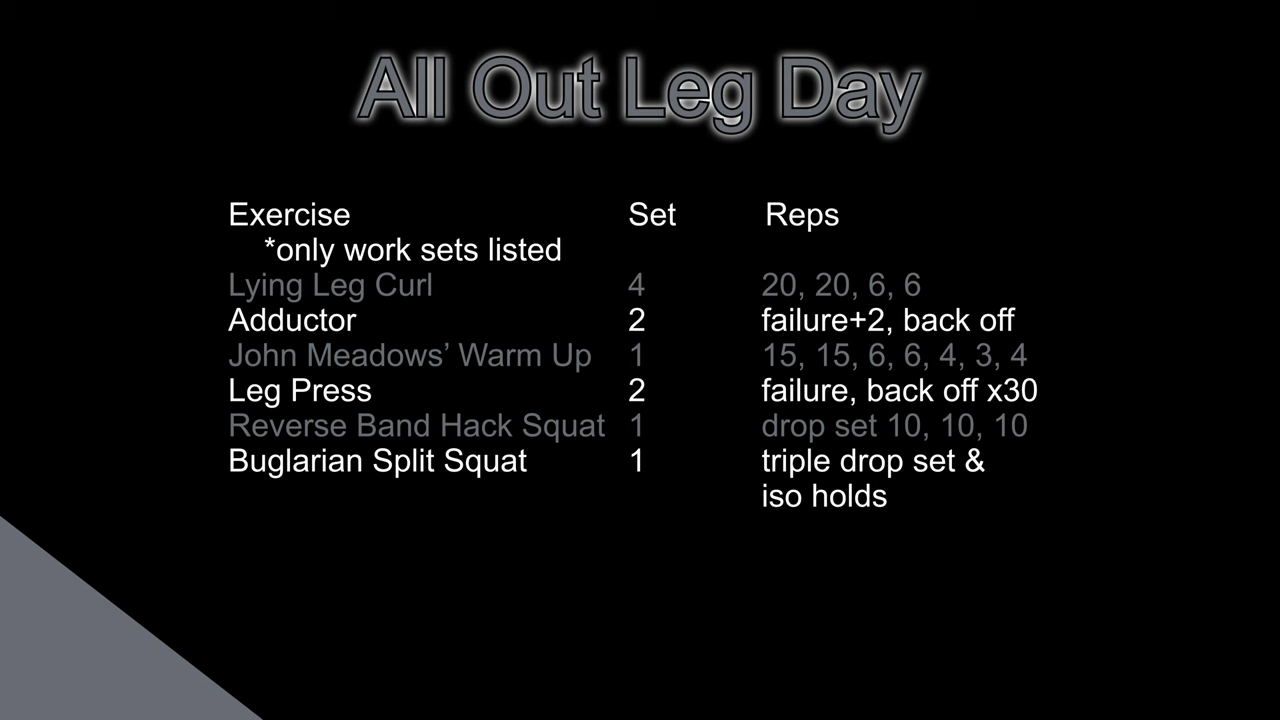 All Out Leg Day
Exercise Set Reps
*only work sets listed
Lying Leg Curl 4 20, 20, 6, 6
Adductor 2 failure+2, back off
John Meadows’ Warm Up 1 15, 15, 6, 6, 4, 3, 4
Leg Press 2 failure, back off x30
Reverse Band Hack Squat 1 drop set 10, 10, 10
Buglarian Split Squat 1 triple drop set &
iso holds